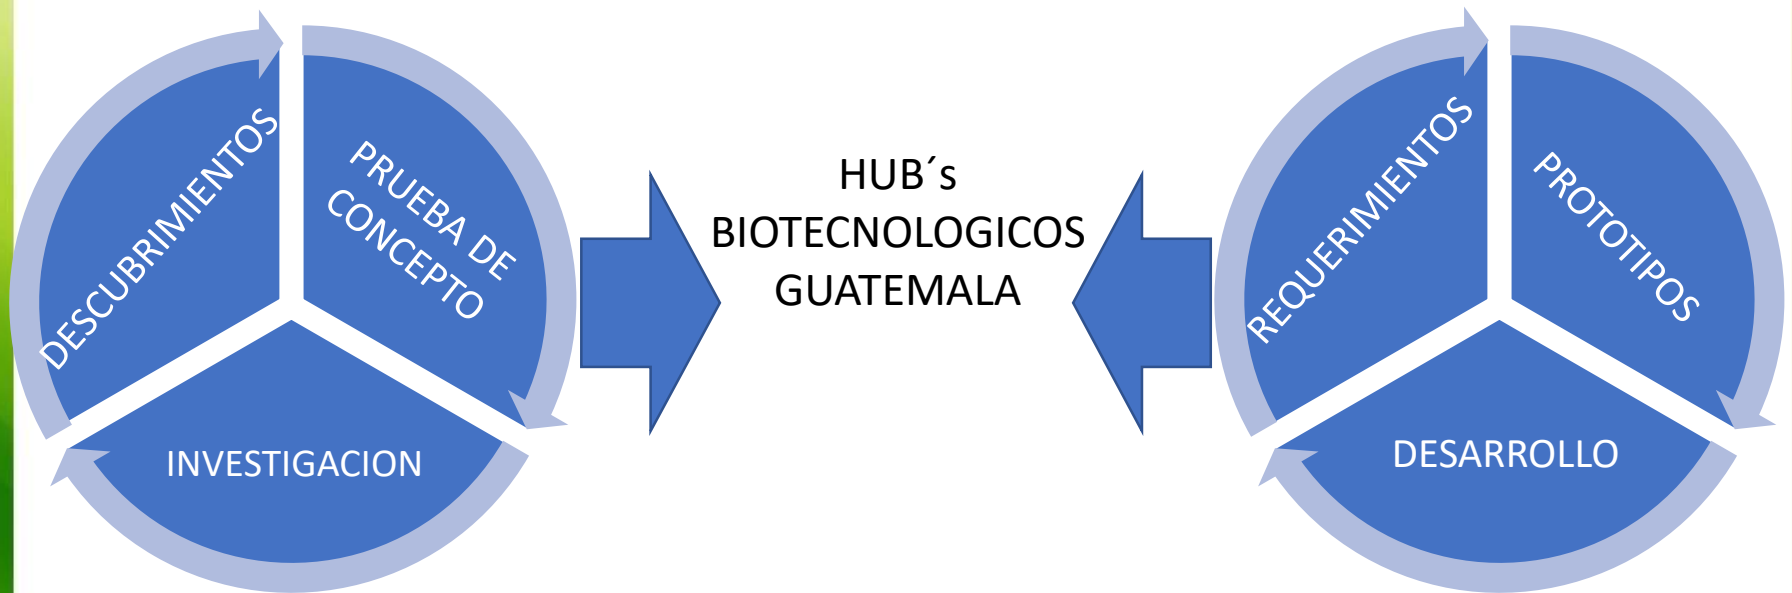 DESCUBRIMIENTOS
PRUEBA DE
CONCEPTO
INVESTIGACION
HUB´s
BIOTECNOLOGICOS
GUATEMALA
REQUERIMIENTOS
PROTOTIPOS
DESARROLLO